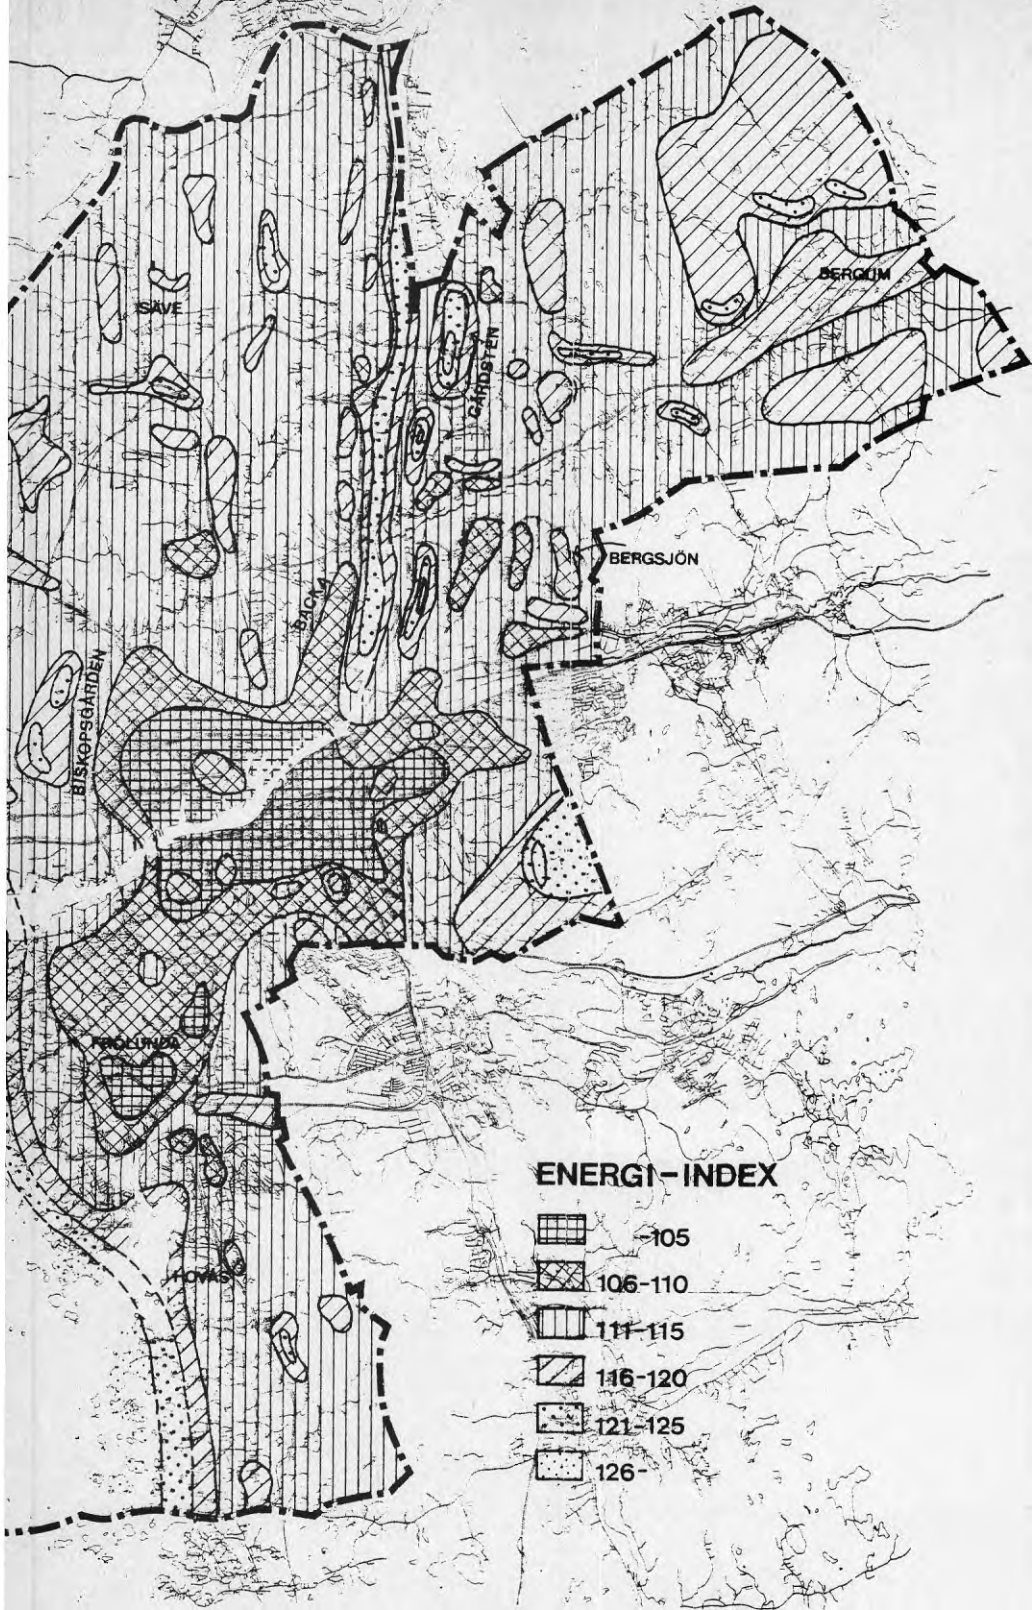 BERGUM
SÄVE
GÅRDSTEN
BERGSJÖN
BACKA
BISKOPSGÅRDEN
FRÖLUNDA
HOVÅS
ENERGI-INDEX
-105
106-110
111-115
116-120
121-125
126-